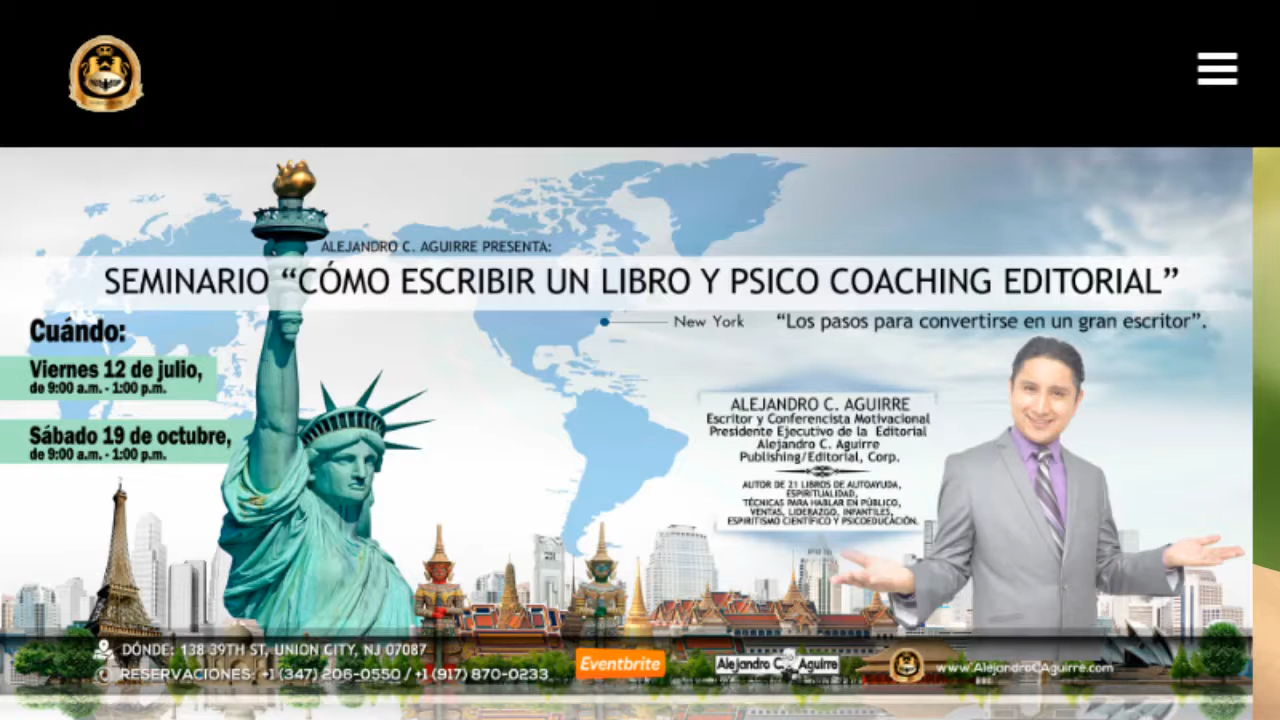 ALEJANDRO C. AGUIRRE PRESENTA:
SEMINARIO “CÓMO ESCRIBIR UN LIBRO Y PSICO COACHING EDITORIAL”
New York
“Los pasos para convertirse en un gran escritor”.
Cuándo:
Viernes 12 de julio,
de 9:00 a.m. - 1:00 p.m.
Sábado 19 de octubre,
de 9:00 a.m. - 1:00 p.m.
ALEJANDRO C. AGUIRRE
Escritor y Conferencista Motivacional
Presidente Ejecutivo de la Editorial
Alejandro C. Aguirre
Publishing/Editorial, Corp.
AUTOR DE 21 LIBROS DE AUTOAYUDA,
ESPIRITUALIDAD,
TÉCNICAS PARA HABLAR EN PÚBLICO,
VENTAS, LIDERAZGO, INFANTILES,
ESPIRITISMO CIENTÍFICO Y PSICOEDUCACIÓN.
DÓNDE: 138 39TH ST, UNION CITY, NJ 07087
RESERVACIONES: +1 (347) 206-0550 / +1 (917) 870-0233
Eventbrite
Alejandro C. Aguirre
www.AlejandroCAguirre.com